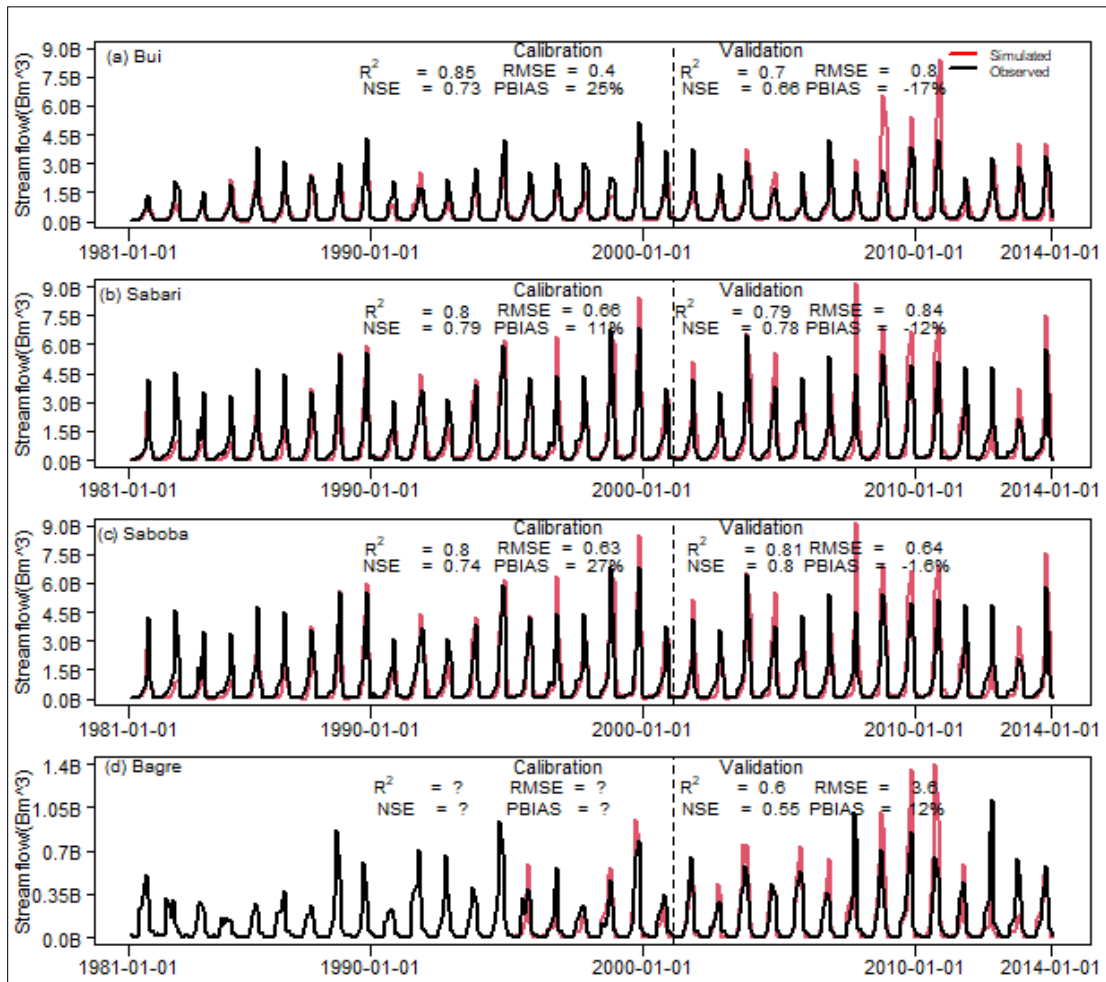 9.0B (a) Bui Calibration Validation Simulated
7.5B R² = 0.85 RMSE = 0.4 R² = 0.7 RMSE = 0.8 Observed
NSE = 0.73 PBIAS = 25% NSE = 0.66 PBIAS = -17%
6.0B
4.5B
3.0B
1.5B
0.0B
Streamflow/(Bm^3)
1981-01-01 1990-01-01 2000-01-01 2010-01-01 2014-01-01
9.0B (b) Sabari Calibration Validation
7.5B R² = 0.8 RMSE = 0.66 R² = 0.79 RMSE = 0.84
NSE = 0.79 PBIAS = 11% NSE = 0.78 PBIAS = -12%
6.0B
4.5B
3.0B
1.5B
0.0B
Streamflow/(Bm^3)
1981-01-01 1990-01-01 2000-01-01 2010-01-01 2014-01-01
9.0B (c) Saboba Calibration Validation
7.5B R² = 0.8 RMSE = 0.63 R² = 0.81 RMSE = 0.64
NSE = 0.74 PBIAS = 27% NSE = 0.8 PBIAS = -1.6%
6.0B
4.5B
3.0B
1.5B
0.0B
Streamflow/(Bm^3)
1981-01-01 1990-01-01 2000-01-01 2010-01-01 2014-01-01
1.4B (d) Bagre Calibration Validation
R² = ? RMSE = ? R² = 0.6 RMSE = 3.6
1.05B NSE = ? PBIAS = ? NSE = 0.55 PBIAS = 12%
0.7B
0.35B
0.0B
Streamflow/(Bm^3)
1981-01-01 1990-01-01 2000-01-01 2010-01-01 2014-01-01